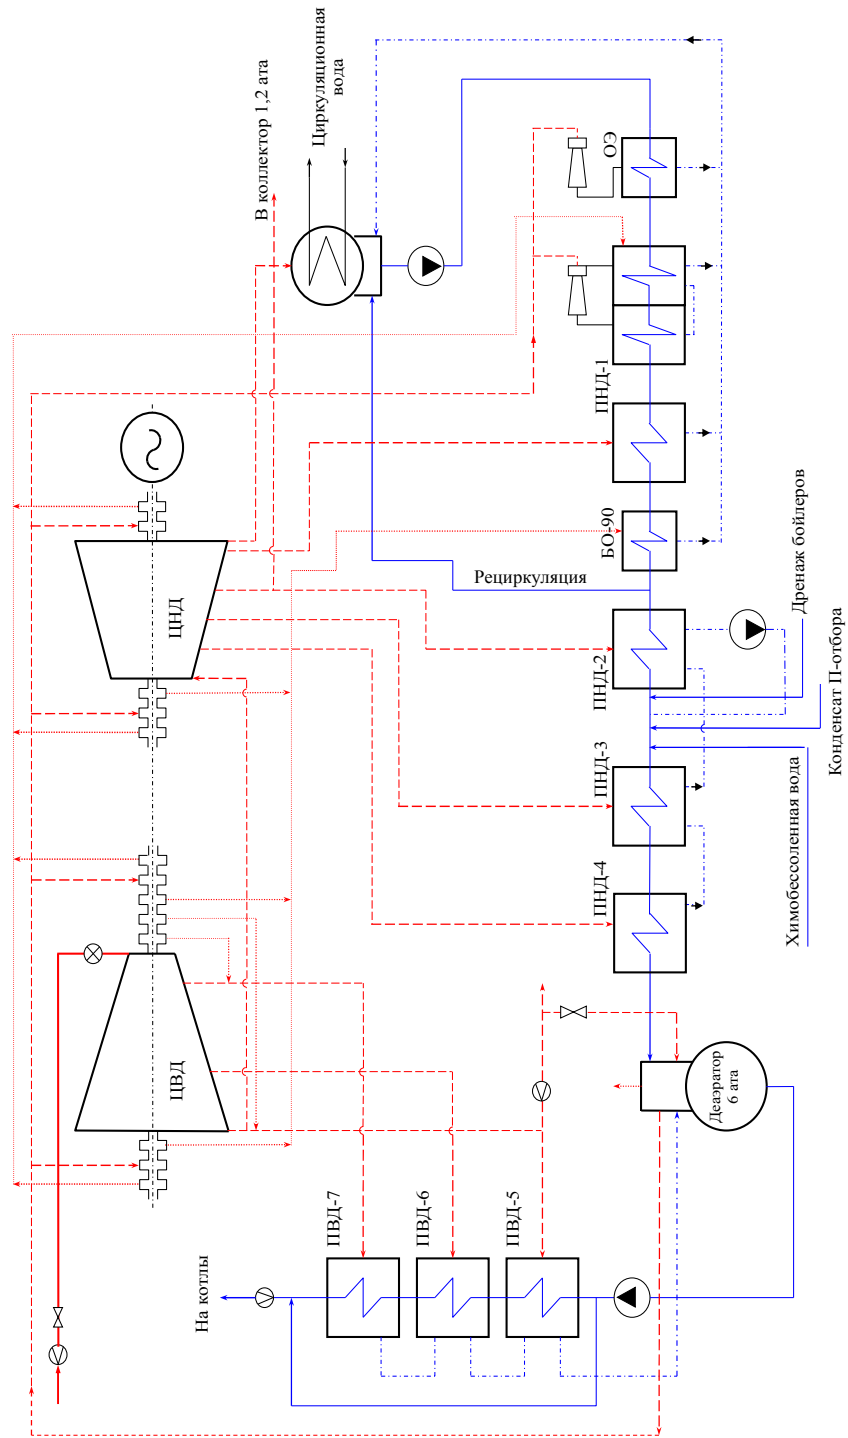 Циркуляционная
вода
В коллектор 1,2 ата
ОЭ
ПНД-1
БО-90
Рециркуляция
Дренаж бойлеров
Конденсат П-отбора
Химобессоленная вода
ЦНД
ПНД-2
ПНД-3
ПНД-4
ЦВД
Деаэратор
6 ата
ПВД-7
ПВД-6
ПВД-5
На котлы